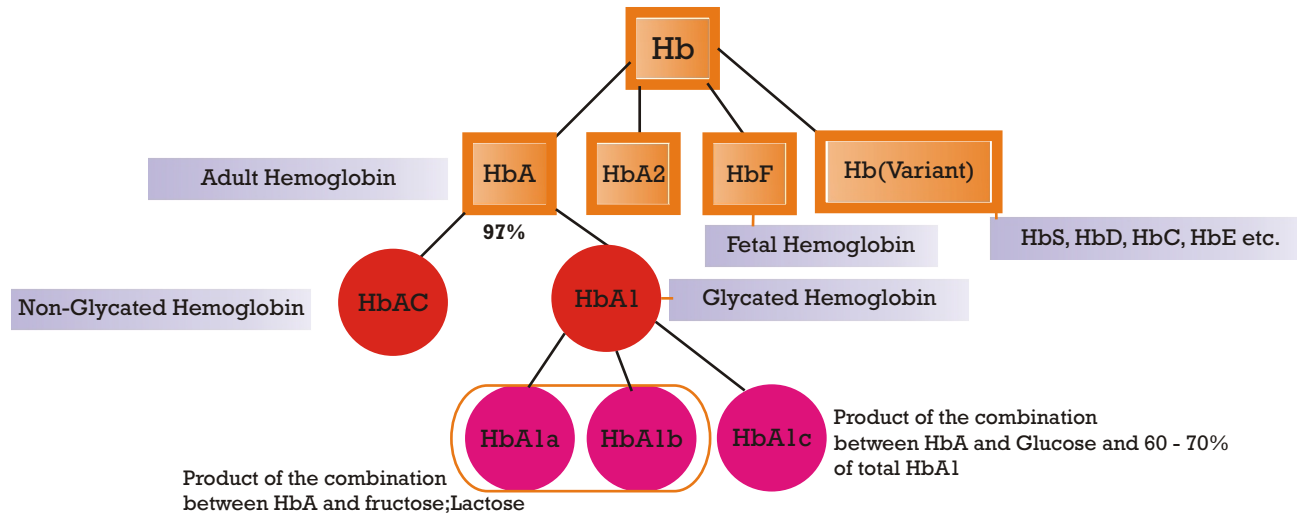 Hb
HbA
HbA2
HbF
Hb(Variant)
Adult Hemoglobin
97%
Fetal Hemoglobin
HbS, HbD, HbC, HbE etc.
Non-Glycated Hemoglobin
HbAC
HbA1
Glycated Hemoglobin
HbA1a
HbA1b
HbA1c
Product of the combination
between HbA and Glucose and 60 - 70%
of total HbA1
Product of the combination
between HbA and fructose;Lactose